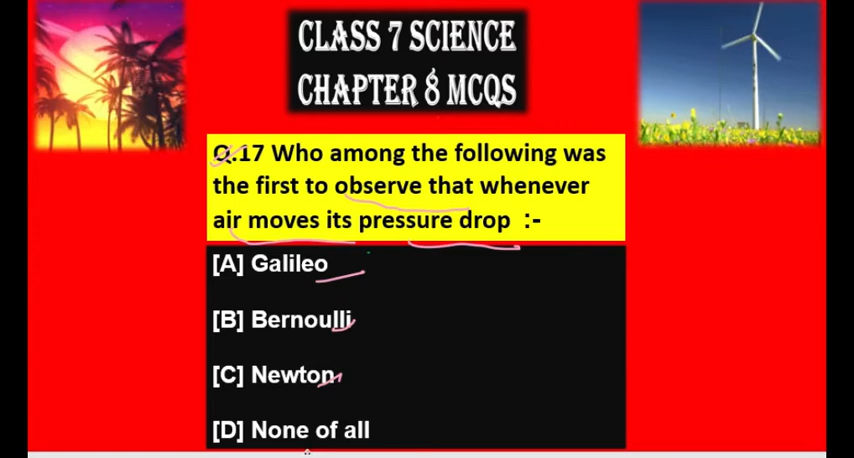 CLASS 7 SCIENCE
CHAPTER 8 MCQS
Q.17 Who among the following was
the first to observe that whenever
air moves its pressure drop :-
[A] Galileo
[B] Bernoulli
[C] Newton
[D] None of all